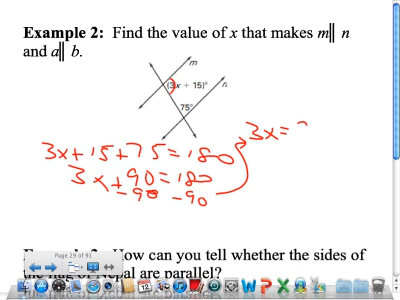 Example 2: Find the value of x that makes m∥ n
and a∥ b.
m
(3x + 15)°
n
75°
3x+15+75=180
3x+90=180
-90 -90
3x=
Page 29 of 91
How can you tell whether the sides of
the flag of Nepal are parallel?